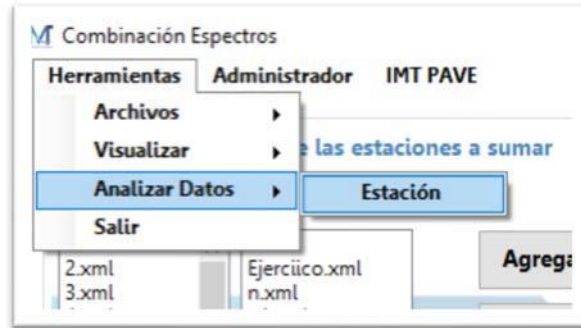 Combinación Espectros
Herramientas Administrador IMT PAVE
Archivos
las estaciones a sumar
Visualizar
Analizar Datos Estación
Salir
2.xml Ejerciico.xml
3.xml n.xml